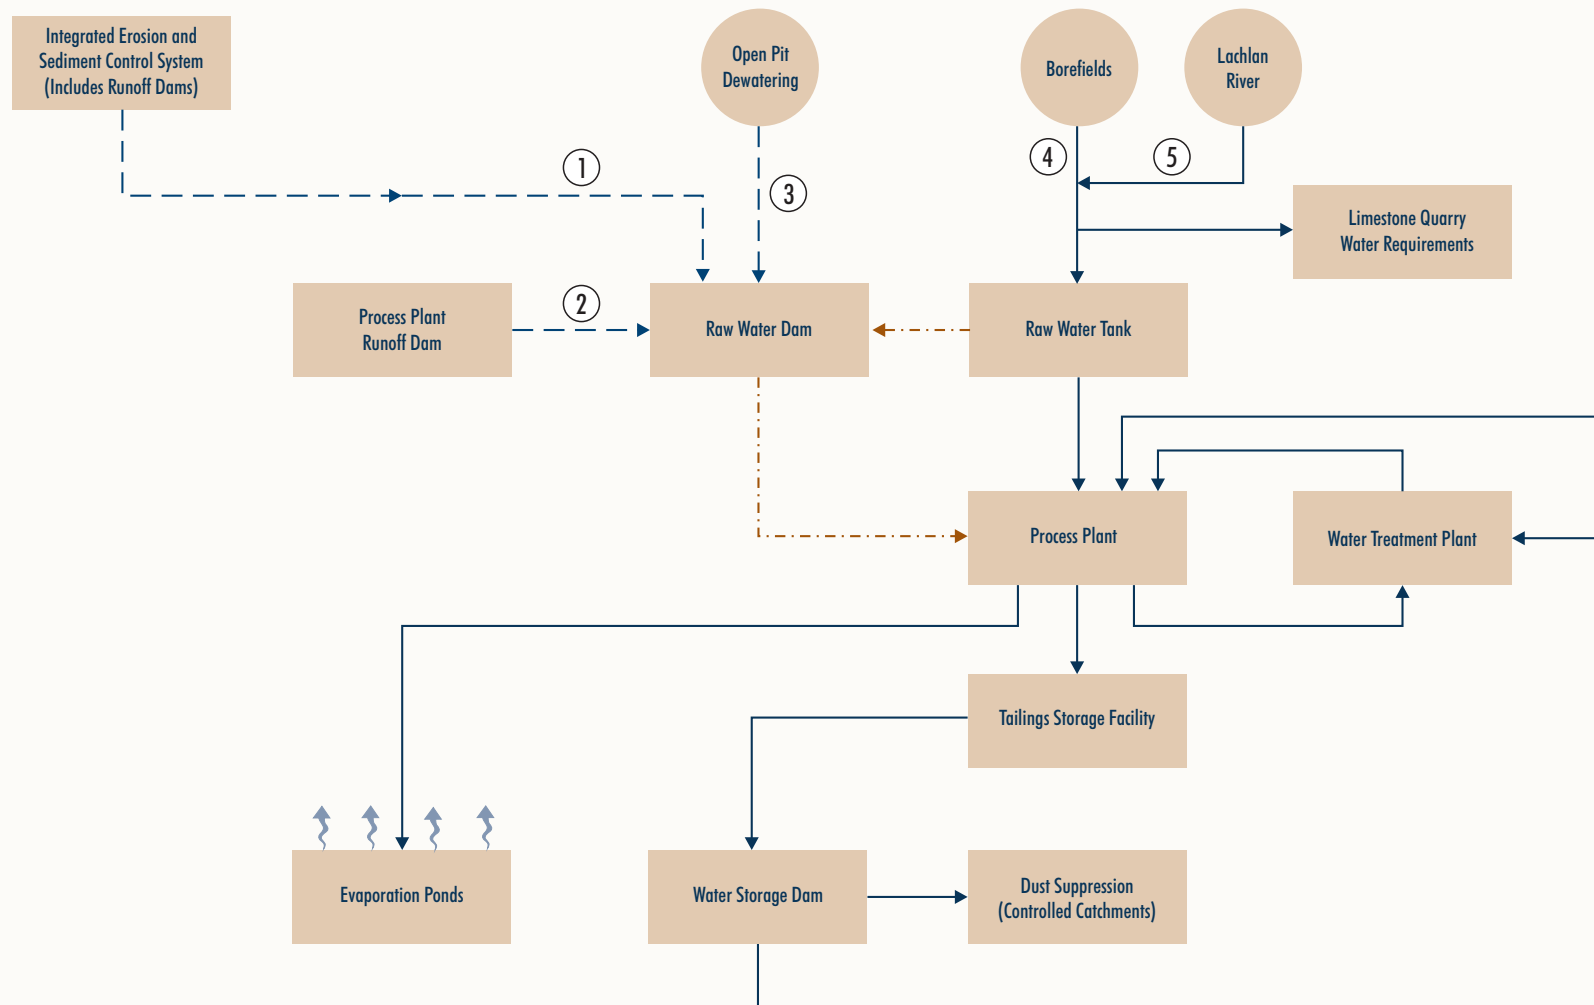 Integrated Erosion and
Sediment Control System
(Includes Runoff Dams)
Open Pit
Dewatering
Borefields
Lachlan
River
1
3
4
5
Limestone Quarry
Water Requirements
Process Plant
Runoff Dam
2
Raw Water Dam
Raw Water Tank
Process Plant
Water Treatment Plant
Tailings Storage Facility
Evaporation Ponds
Water Storage Dam
Dust Suppression
(Controlled Catchments)